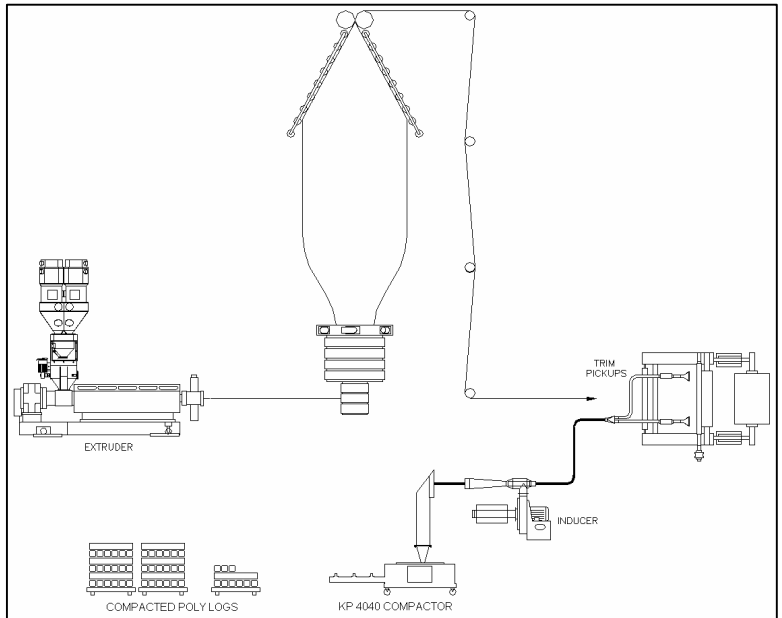 TRIM
PICKUPS
EXTRUDER
INDUCER
COMPACTED POLY LOGS
KP 4040 COMPACTOR